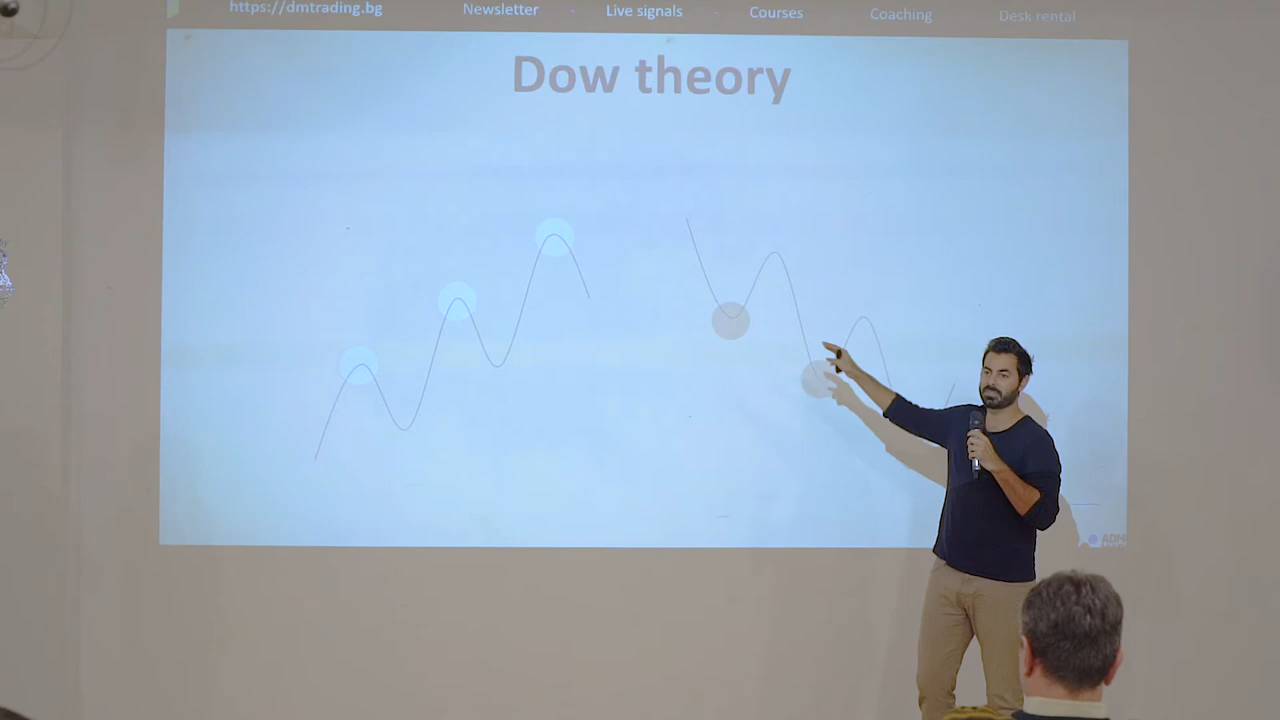 https://dmtrading.bg Newsletter - Live signals - Courses Coaching Desk rental
Dow theory